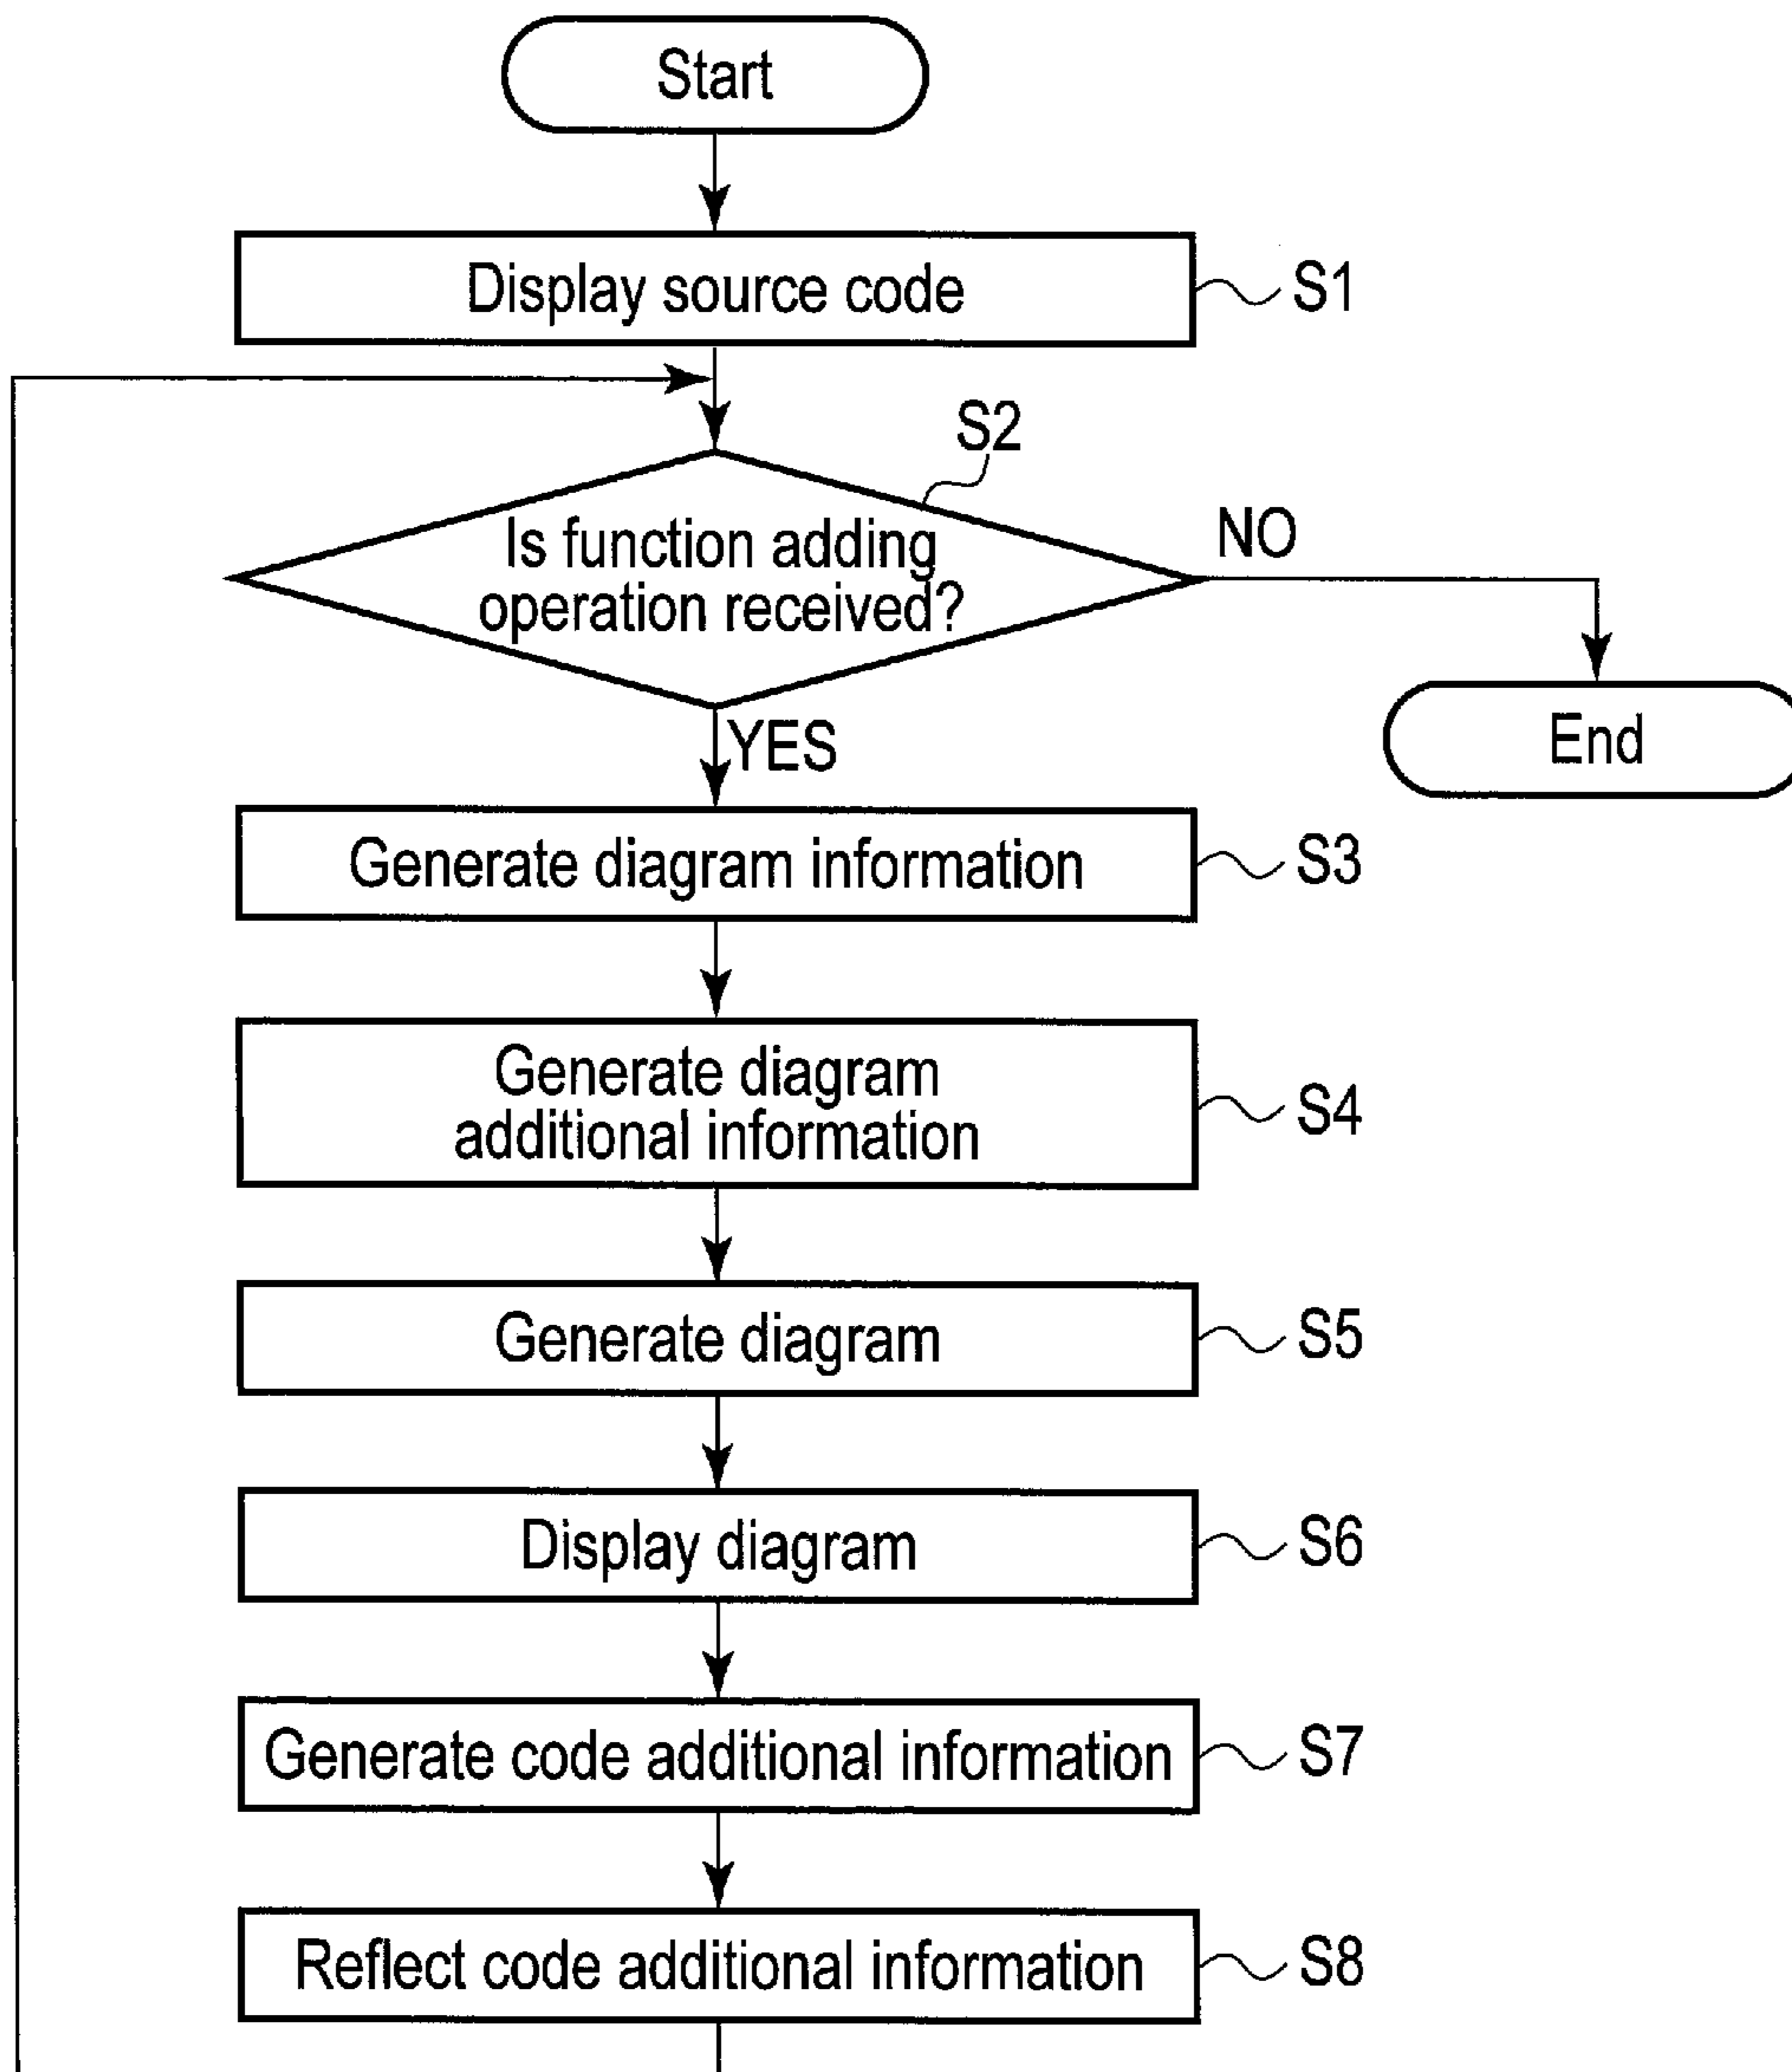 Start
Display source code
S1
S2
Is function adding
operation received?
NO
End
YES
Generate diagram information
S3
Generate diagram
additional information
S4
Generate diagram
S5
Display diagram
S6
Generate code additional information
S7
Reflect code additional information
S8